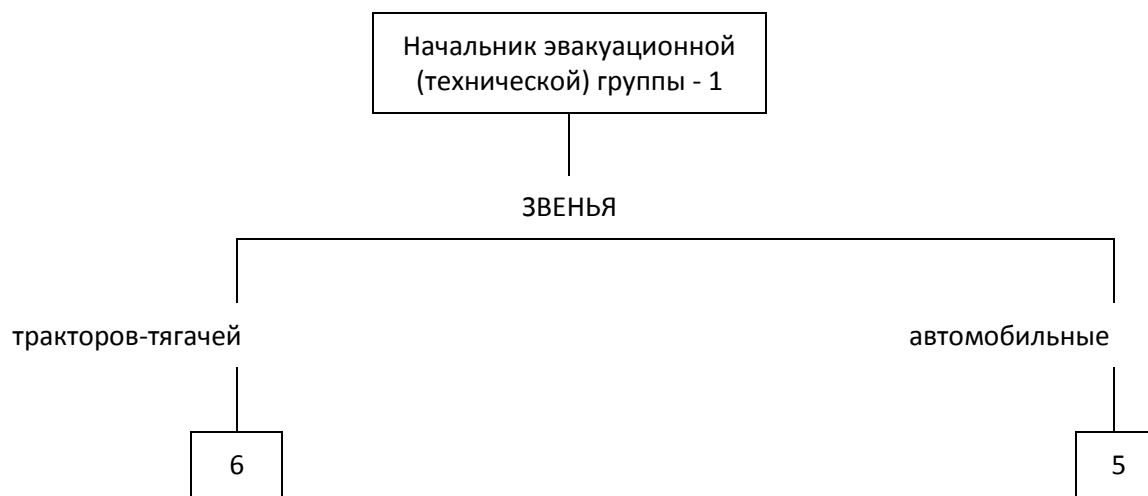 Начальник эвакуационной
(технической) группы - 1
ЗВЕНЬЯ
тракторов-тягачей
автомобильные
6
5